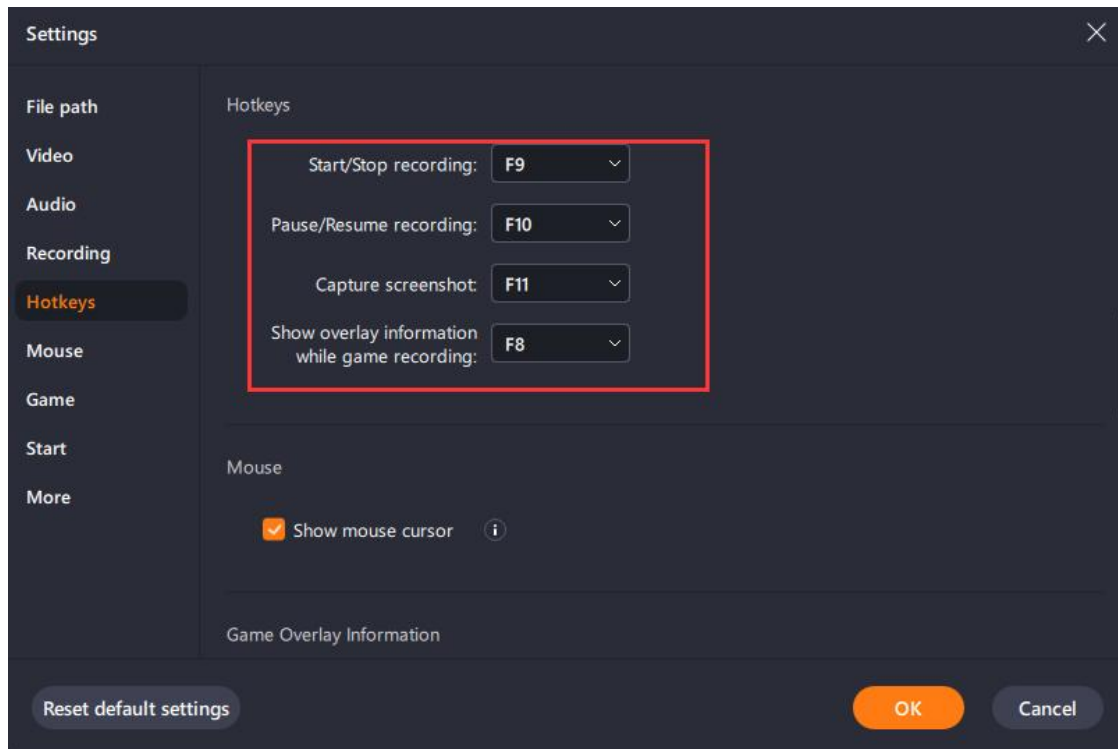 Settings
File path
Video
Audio
Recording
Hotkeys
Mouse
Game
Start
More
Hotkeys
Start/Stop recording: F9
Pause/Resume recording: F10
Capture screenshot: F11
Show overlay information
while game recording: F8
Mouse
Show mouse cursor i
Game Overlay Information
Reset default settings OK Cancel